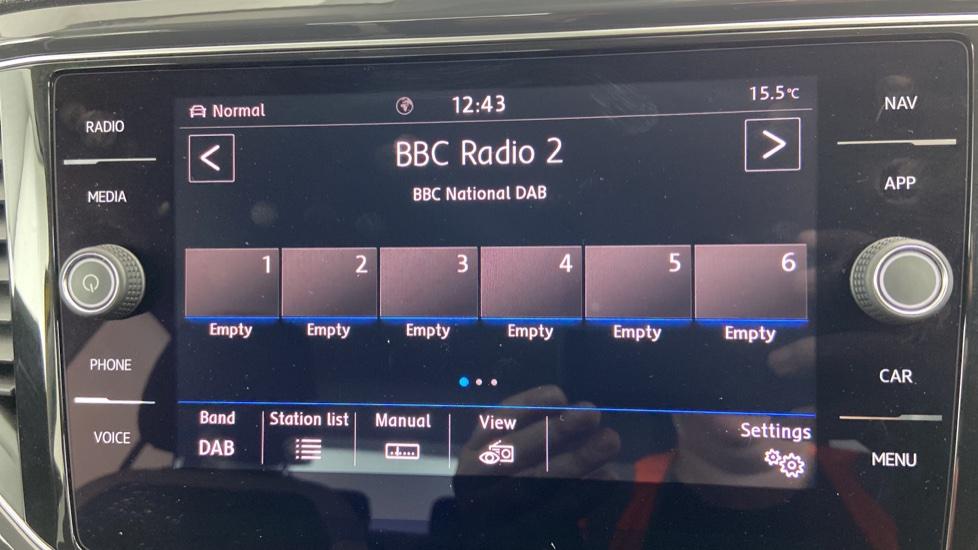 RADIO
MEDIA
PHONE
VOICE
Normal
12:43
15.5°C
< BBC Radio 2 >
BBC National DAB
1 2 3 4 5 6
Empty Empty Empty Empty Empty Empty
Band Station list Manual View Settings
DAB
NAV
APP
CAR
MENU